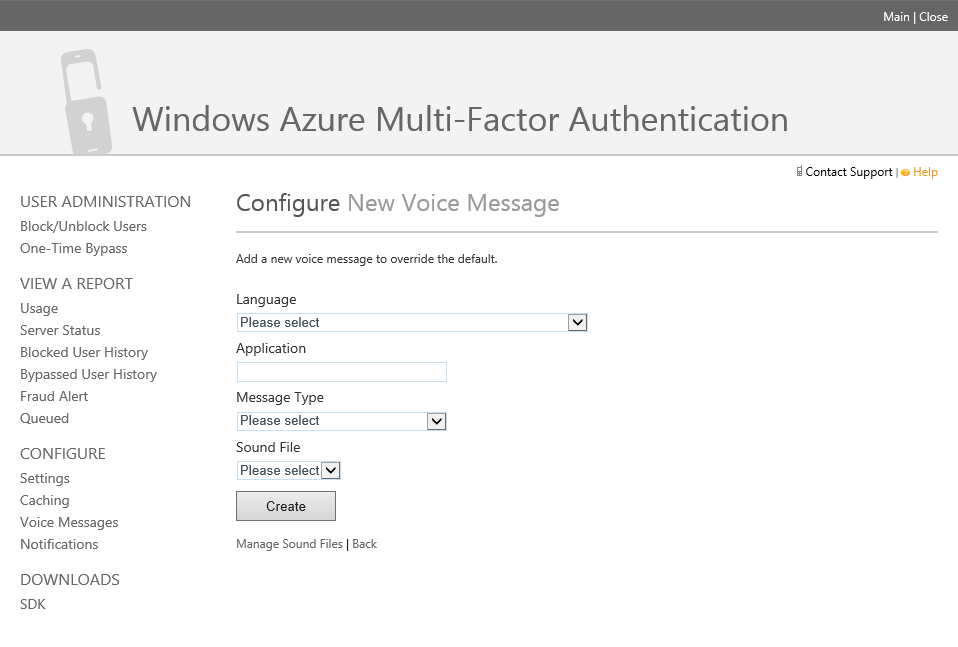 Main | Close
Windows Azure Multi-Factor Authentication
Contact Support | Help
USER ADMINISTRATION
Block/Unblock Users
One-Time Bypass
VIEW A REPORT
Usage
Server Status
Blocked User History
Bypassed User History
Fraud Alert
Queued
CONFIGURE
Settings
Caching
Voice Messages
Notifications
DOWNLOADS
SDK
Configure New Voice Message
Add a new voice message to override the default.
Language
Please select
Application
Message Type
Please select
Sound File
Please select
Create
Manage Sound Files | Back